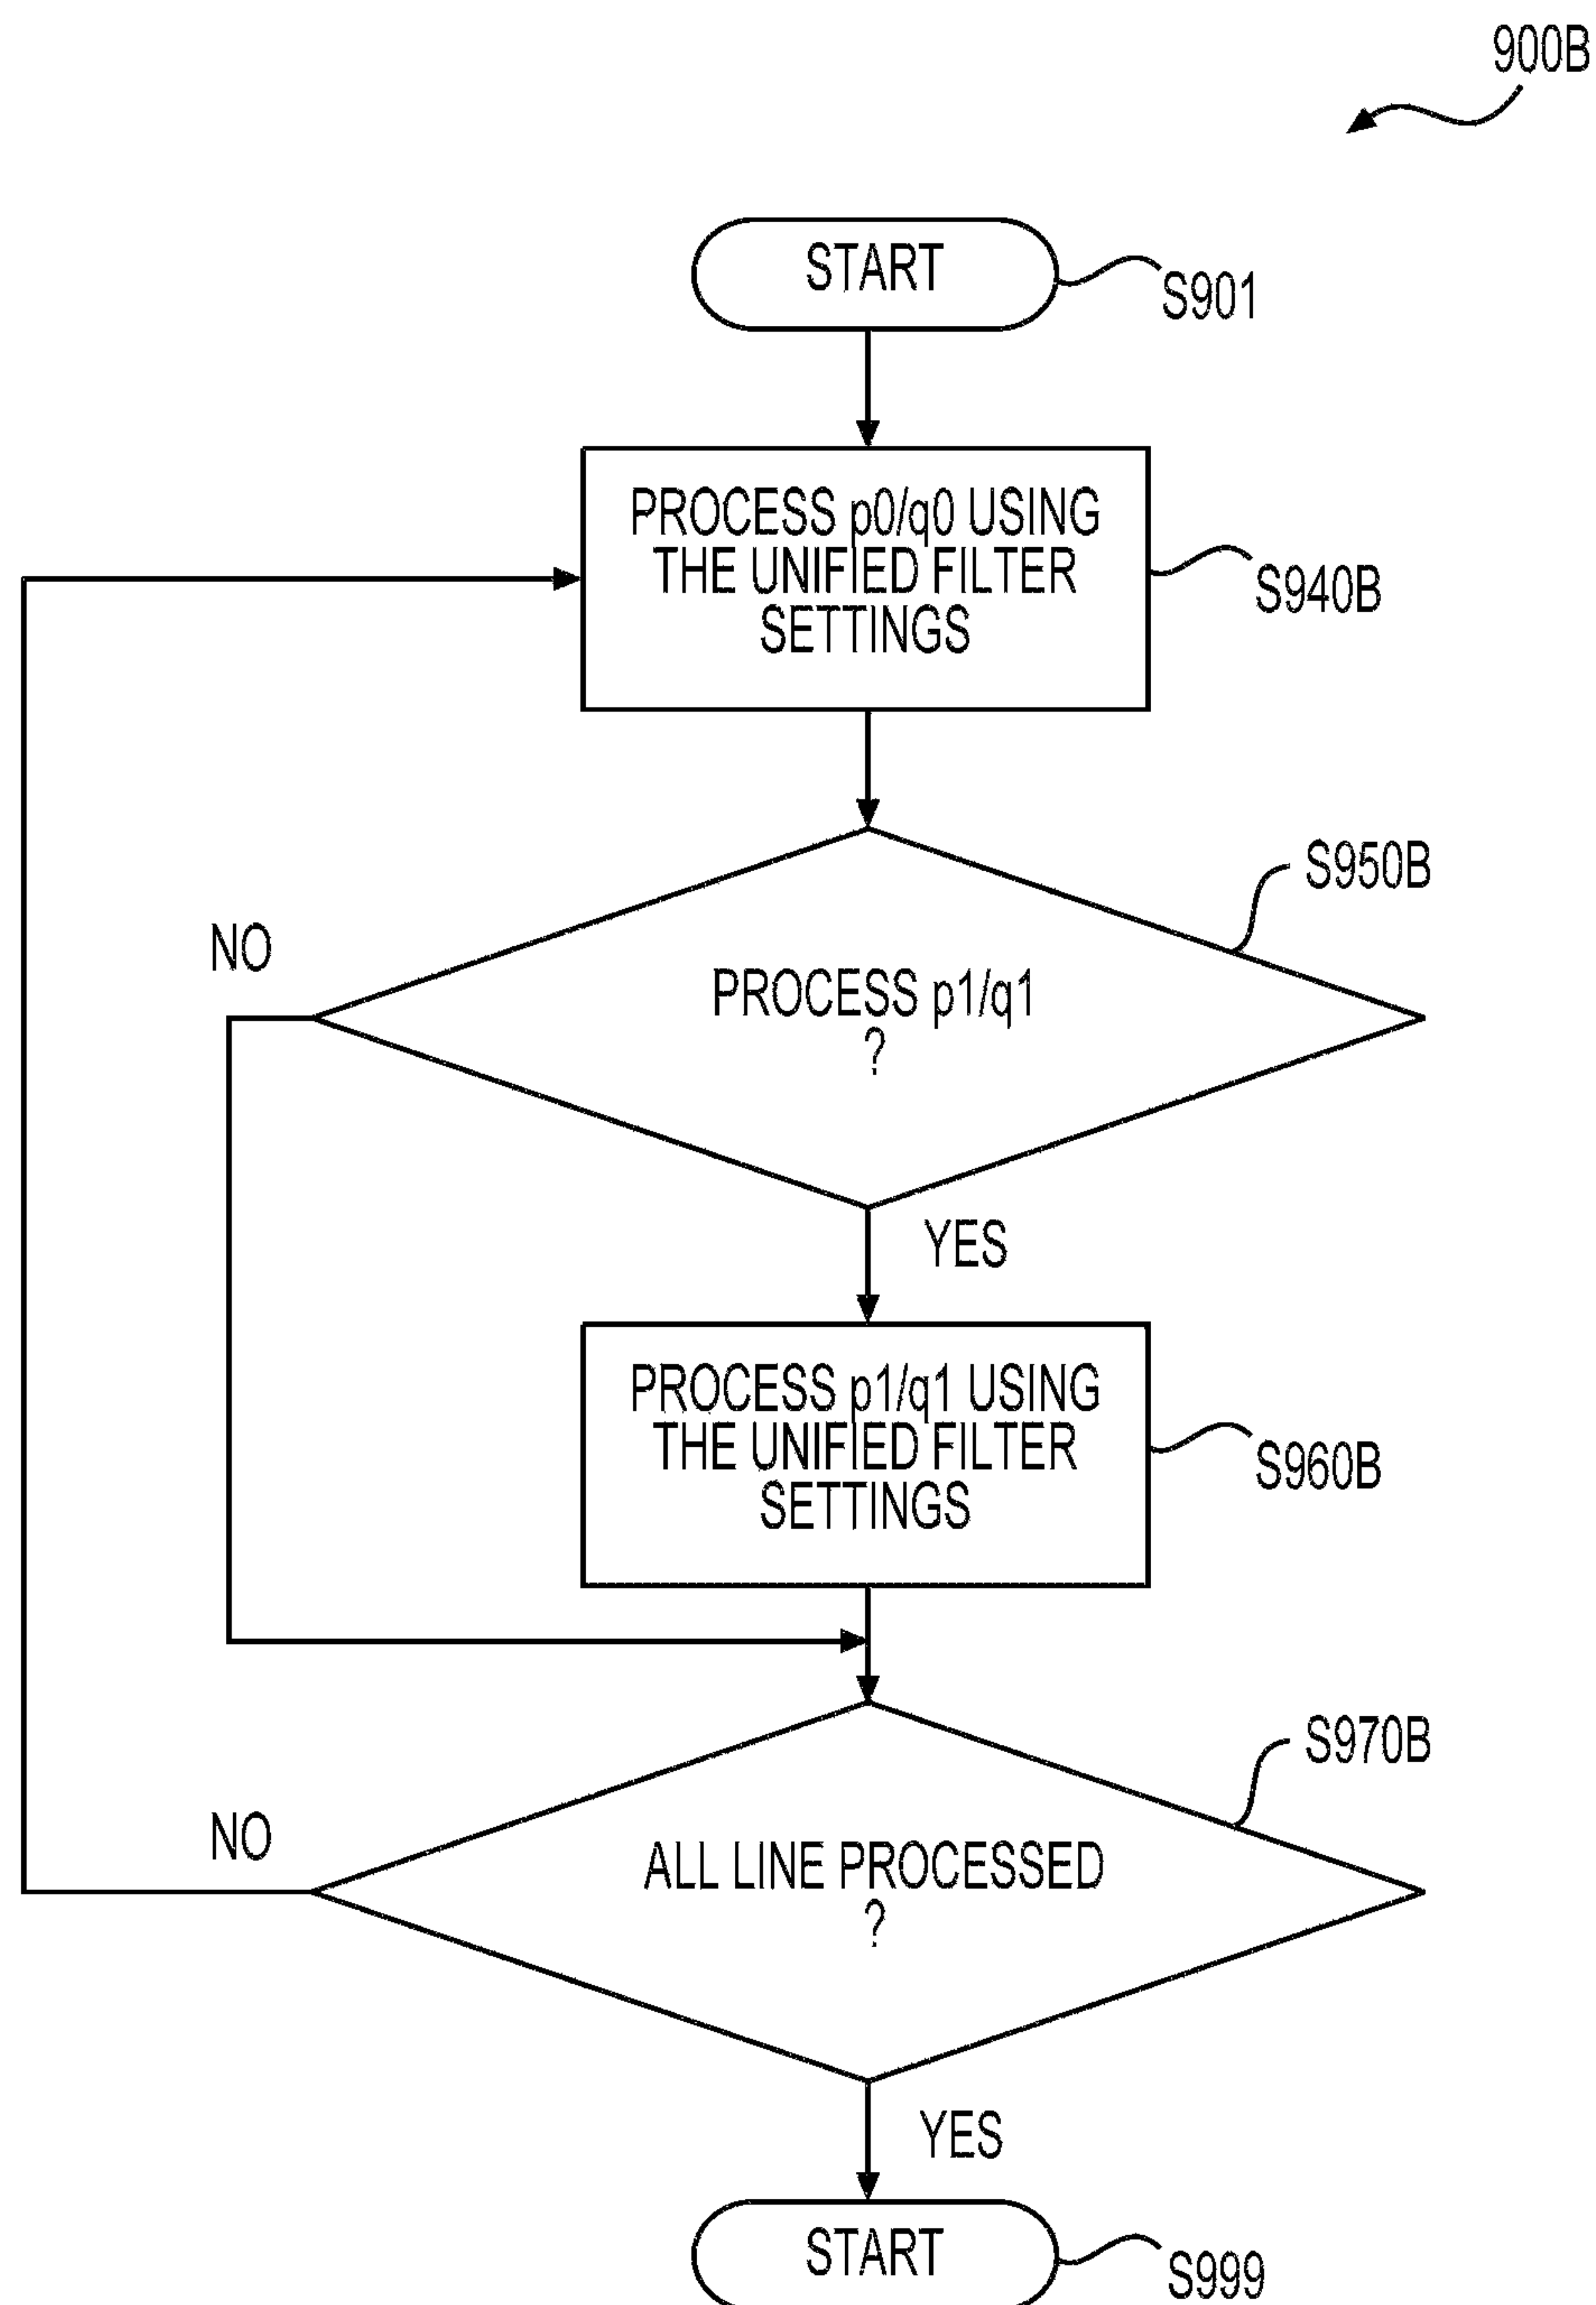 900B
START
S901
PROCESS p0/q0 USING
THE UNIFIED FILTER
SETTINGS
S940B
S950B
NO
PROCESS p1/q1
?
YES
PROCESS p1/q1 USING
THE UNIFIED FILTER
SETTINGS
S960B
S970B
NO
ALL LINE PROCESSED
?
YES
START
S999